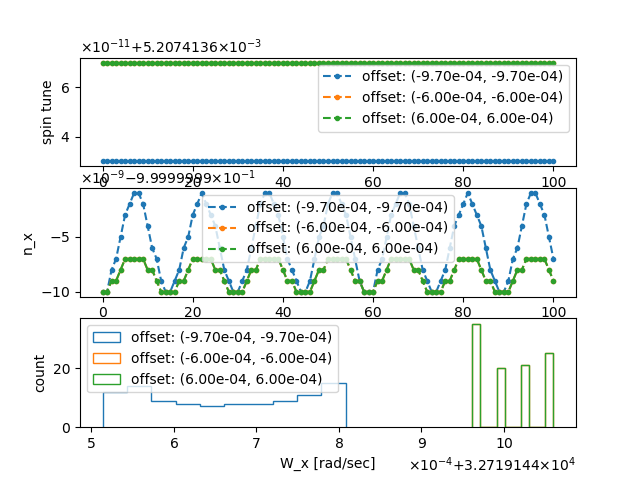 ×10⁻¹¹+5.2074136×10⁻³
6
4
spin tune
offset: (-9.70e-04, -9.70e-04)
offset: (-6.00e-04, -6.00e-04)
offset: (6.00e-04, 6.00e-04)
0 20 40 60 80 100
×10⁻⁹−9.9999999×10⁻¹
−5
−10
n_x
offset: (-9.70e-04, -9.70e-04)
offset: (-6.00e-04, -6.00e-04)
offset: (6.00e-04, 6.00e-04)
0 20 40 60 80 100
20
0
count
offset: (-9.70e-04, -9.70e-04)
offset: (-6.00e-04, -6.00e-04)
offset: (6.00e-04, 6.00e-04)
5 6 7 8 9 10
W_x [rad/sec]
×10⁻⁴+3.2719144×10⁴